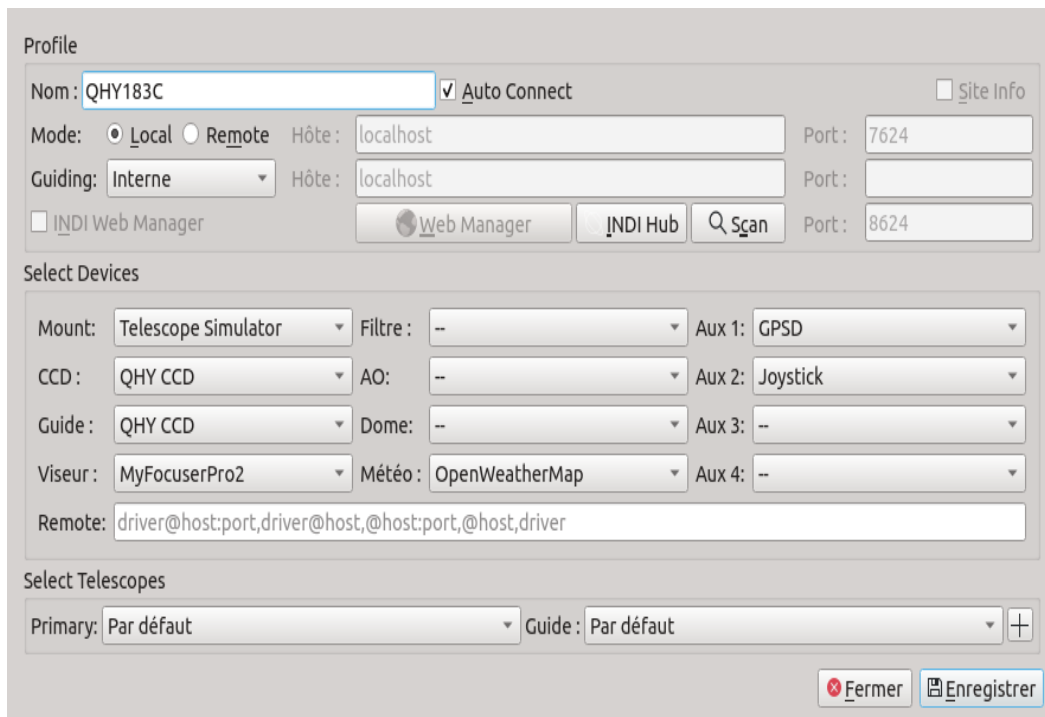 Profile
Nom : QHY183C Auto Connect Site Info
Mode: Local Remote Hôte : localhost Port : 7624
Guiding: Interne Hôte : localhost Port :
INDI Web Manager Web Manager INDI Hub Scan Port : 8624
Select Devices
Mount: Telescope Simulator Filtre : -- Aux 1: GPSD
CCD : QHY CCD AO: -- Aux 2: Joystick
Guide : QHY CCD Dome: -- Aux 3: --
Viseur : MyFocuserPro2 Météo : OpenWeatherMap Aux 4: --
Remote: driver@host:port,driver@host,@host:port,@host,driver
Select Telescopes
Primary: Par défaut Guide : Par défaut
Fermer Enregistrer